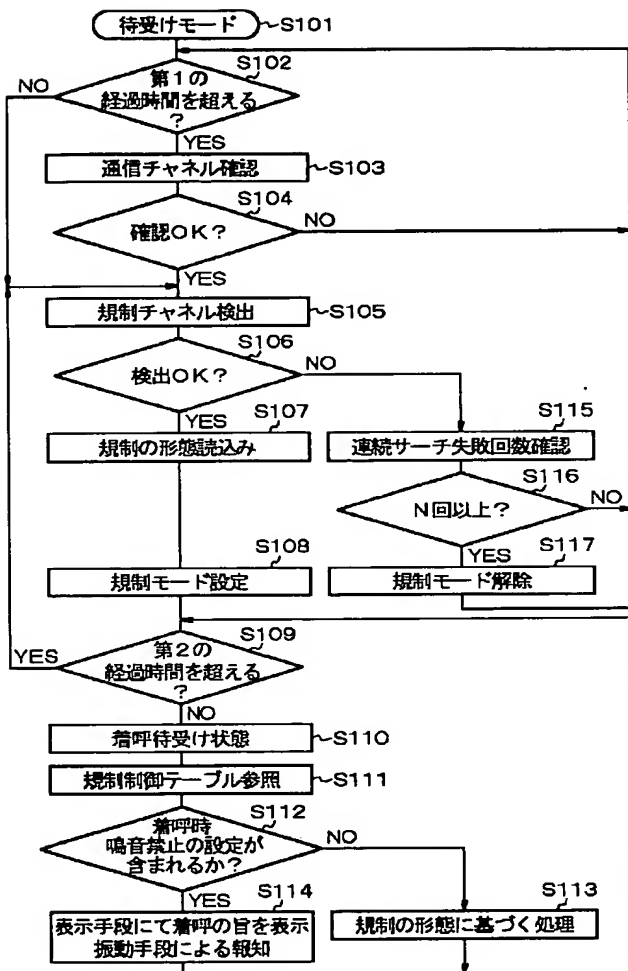 待受けモード
S101
S102
第1の
経過時間を超える
?
NO
YES
通信チャネル確認
S103
S104
確認OK?
NO
YES
規制チャネル検出
S105
S106
検出OK?
NO
YES
S107
規制の形態読込み
S115
連続サーチ失敗回数確認
S116
N回以上?
NO
YES
S117
規制モード解除
S108
規制モード設定
S109
第2の
経過時間を超える
?
YES
NO
着呼待受け状態
S110
規制制御テーブル参照
S111
S112
着呼時
鳴音禁止の設定が
含まれるか?
NO
YES
S114
表示手段にて着呼の旨を表示
振動手段による報知
S113
規制の形態に基づく処理